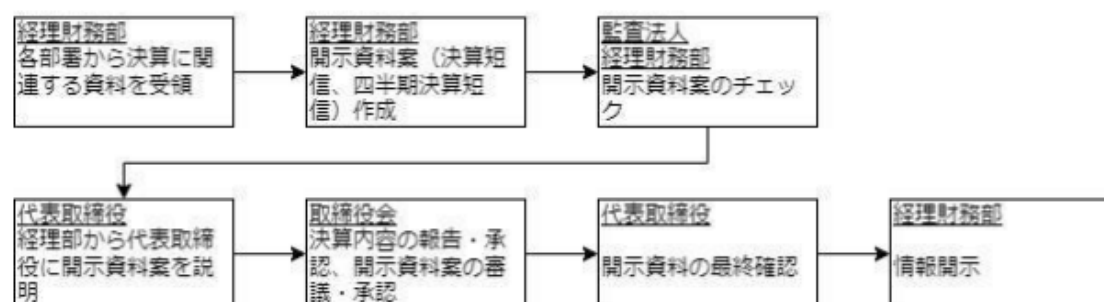 経理財務部
各部署から決算に関
連する資料を受領
経理財務部
開示資料案（決算短
信、四半期決算短
信）作成
監査法人
経理財務部
開示資料案のチェッ
ク
代表取締役
経理部から代表取締
役に開示資料案を説
明
取締役会
決算内容の報告・承
認、開示資料案の審
議・承認
代表取締役
開示資料の最終確認
経理財務部
情報開示